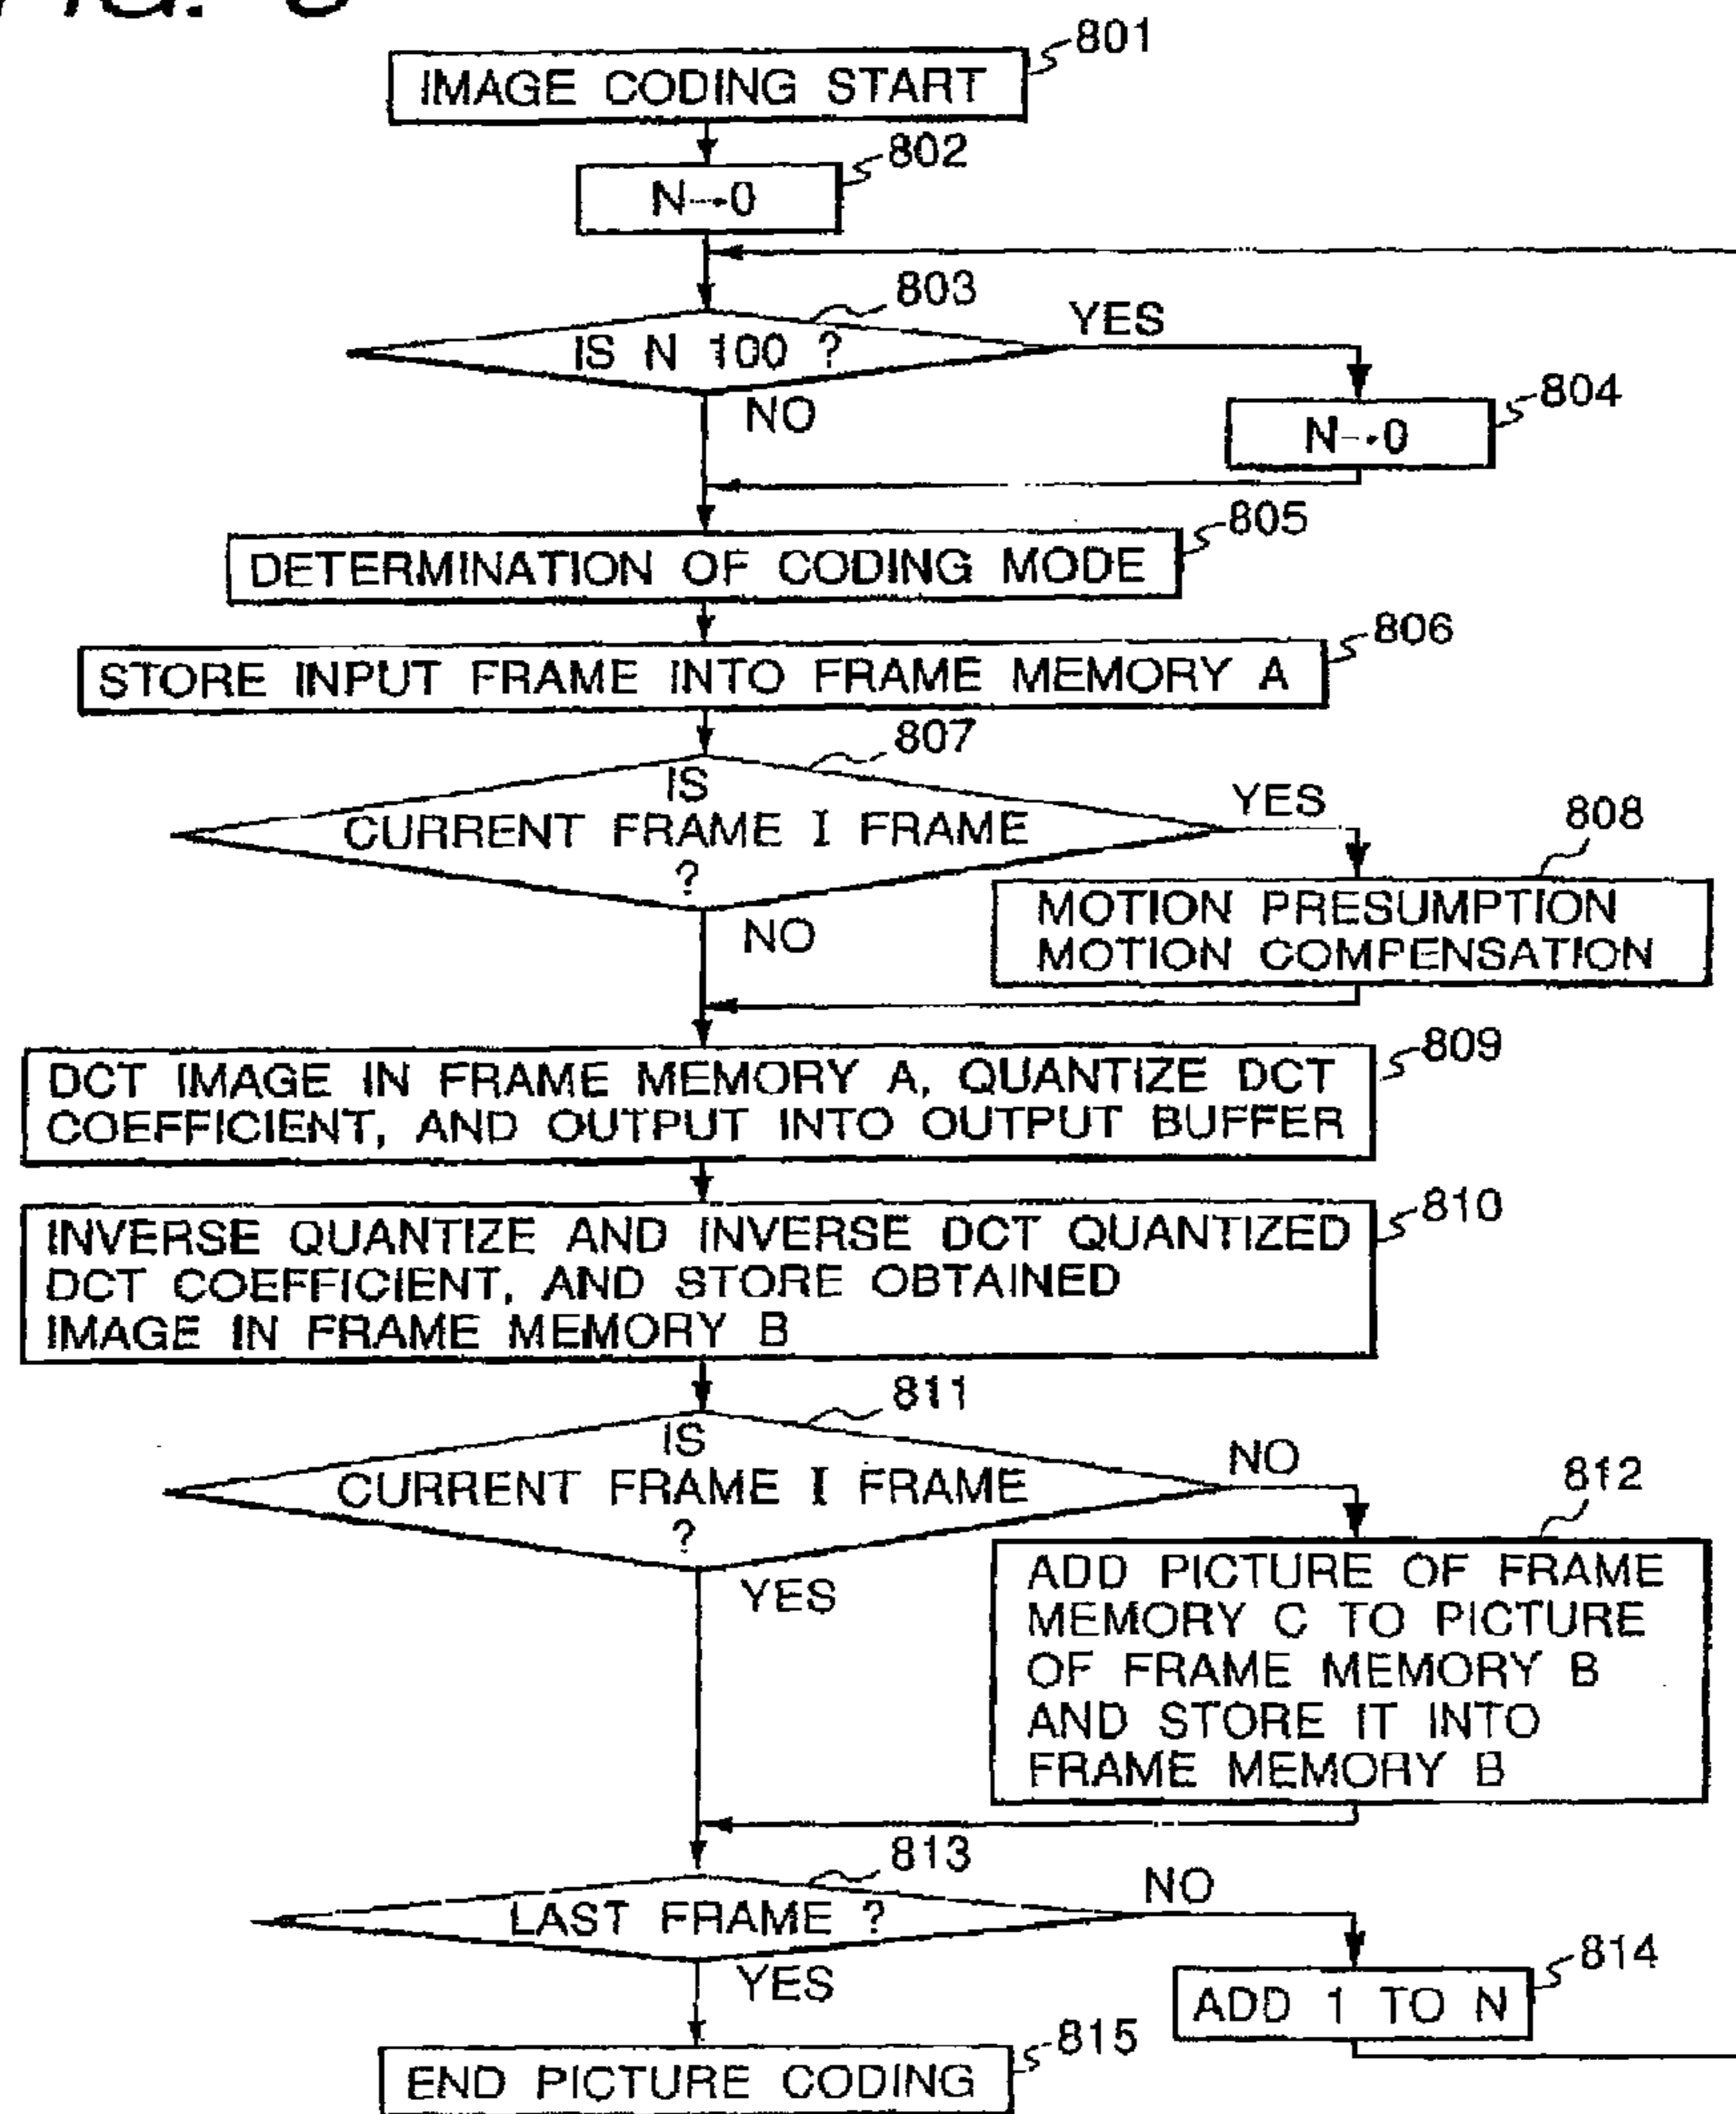 801
IMAGE CODING START
802
N→0
803
IS N 100 ?
YES
NO
804
N→0
805
DETERMINATION OF CODING MODE
806
STORE INPUT FRAME INTO FRAME MEMORY A
807
IS
CURRENT FRAME I FRAME
?
YES
NO
808
MOTION PRESUMPTION
MOTION COMPENSATION
809
DCT IMAGE IN FRAME MEMORY A, QUANTIZE DCT
COEFFICIENT, AND OUTPUT INTO OUTPUT BUFFER
810
INVERSE QUANTIZE AND INVERSE DCT QUANTIZED
DCT COEFFICIENT, AND STORE OBTAINED
IMAGE IN FRAME MEMORY B
811
IS
CURRENT FRAME I FRAME
?
NO
YES
812
ADD PICTURE OF FRAME
MEMORY C TO PICTURE
OF FRAME MEMORY B
AND STORE IT INTO
FRAME MEMORY B
813
LAST FRAME ?
NO
YES
814
ADD 1 TO N
815
END PICTURE CODING